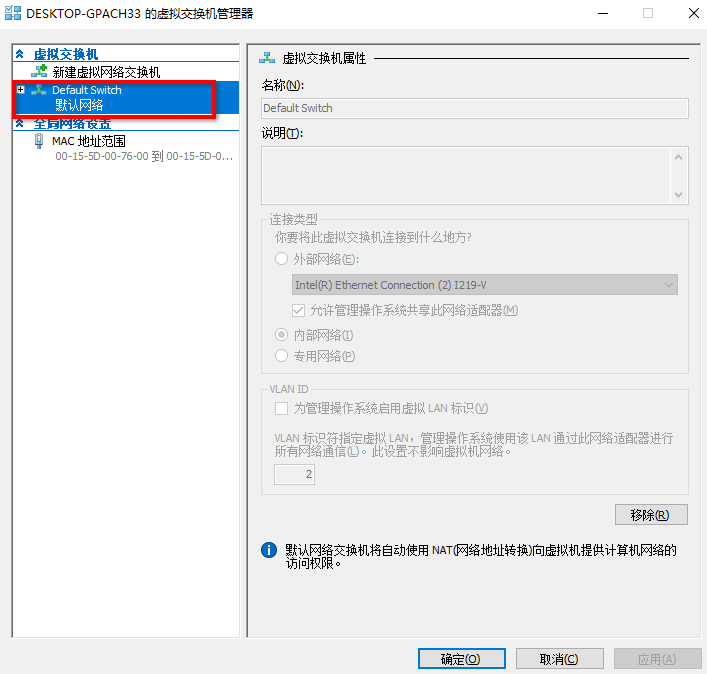 DESKTOP-GPACH33 的虚拟交换机管理器
虚拟交换机
新建虚拟网络交换机
Default Switch
默认网络
全局网络设置
MAC 地址范围
00-15-5D-00-76-00 到 00-15-5D-0...
虚拟交换机属性
名称(N):
Default Switch
说明(T):
连接类型
你要将此虚拟交换机连接到什么地方?
外部网络(E):
Intel(R) Ethernet Connection (2) I219-V
允许管理操作系统共享此网络适配器(M)
内部网络(I)
专用网络(P)
VLAN ID
为管理操作系统启用虚拟 LAN 标识(V)
VLAN 标识符指定虚拟 LAN，管理操作系统使用该 LAN 通过此网络适配器进行
所有网络通信(L)。此设置不影响虚拟机网络。
2
移除(R)
默认网络交换机将自动使用 NAT(网络地址转换)向虚拟机提供计算机网络的
访问权限。
确定(O)
取消(C)
应用(A)